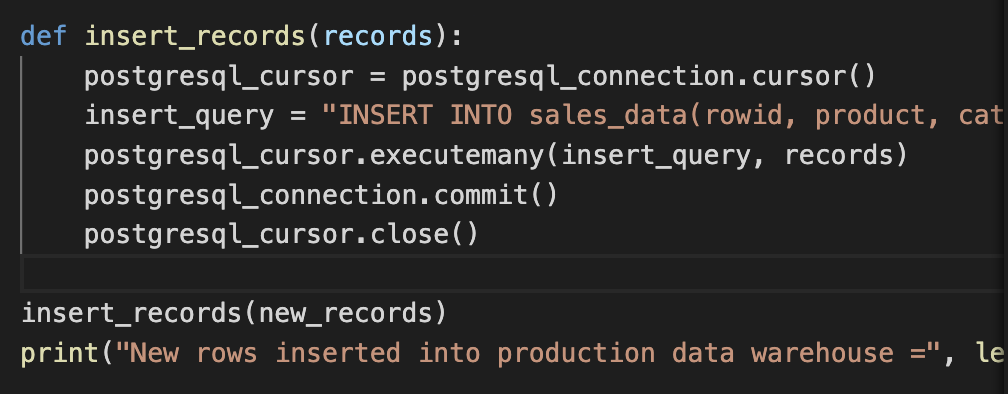 def insert_records(records):
    postgresql_cursor = postgresql_connection.cursor()
    insert_query = "INSERT INTO sales_data(rowid, product, cat
    postgresql_cursor.executemany(insert_query, records)
    postgresql_connection.commit()
    postgresql_cursor.close()
insert_records(new_records)
print("New rows inserted into production data warehouse =", le